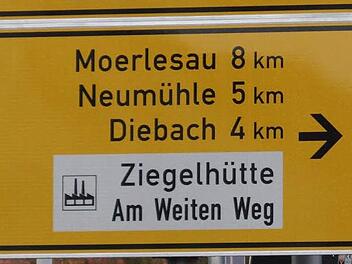 Moerlesau 8 km
Neumühle 5 km
Diebach 4 km
Ziegelhütte
Am Weiten Weg